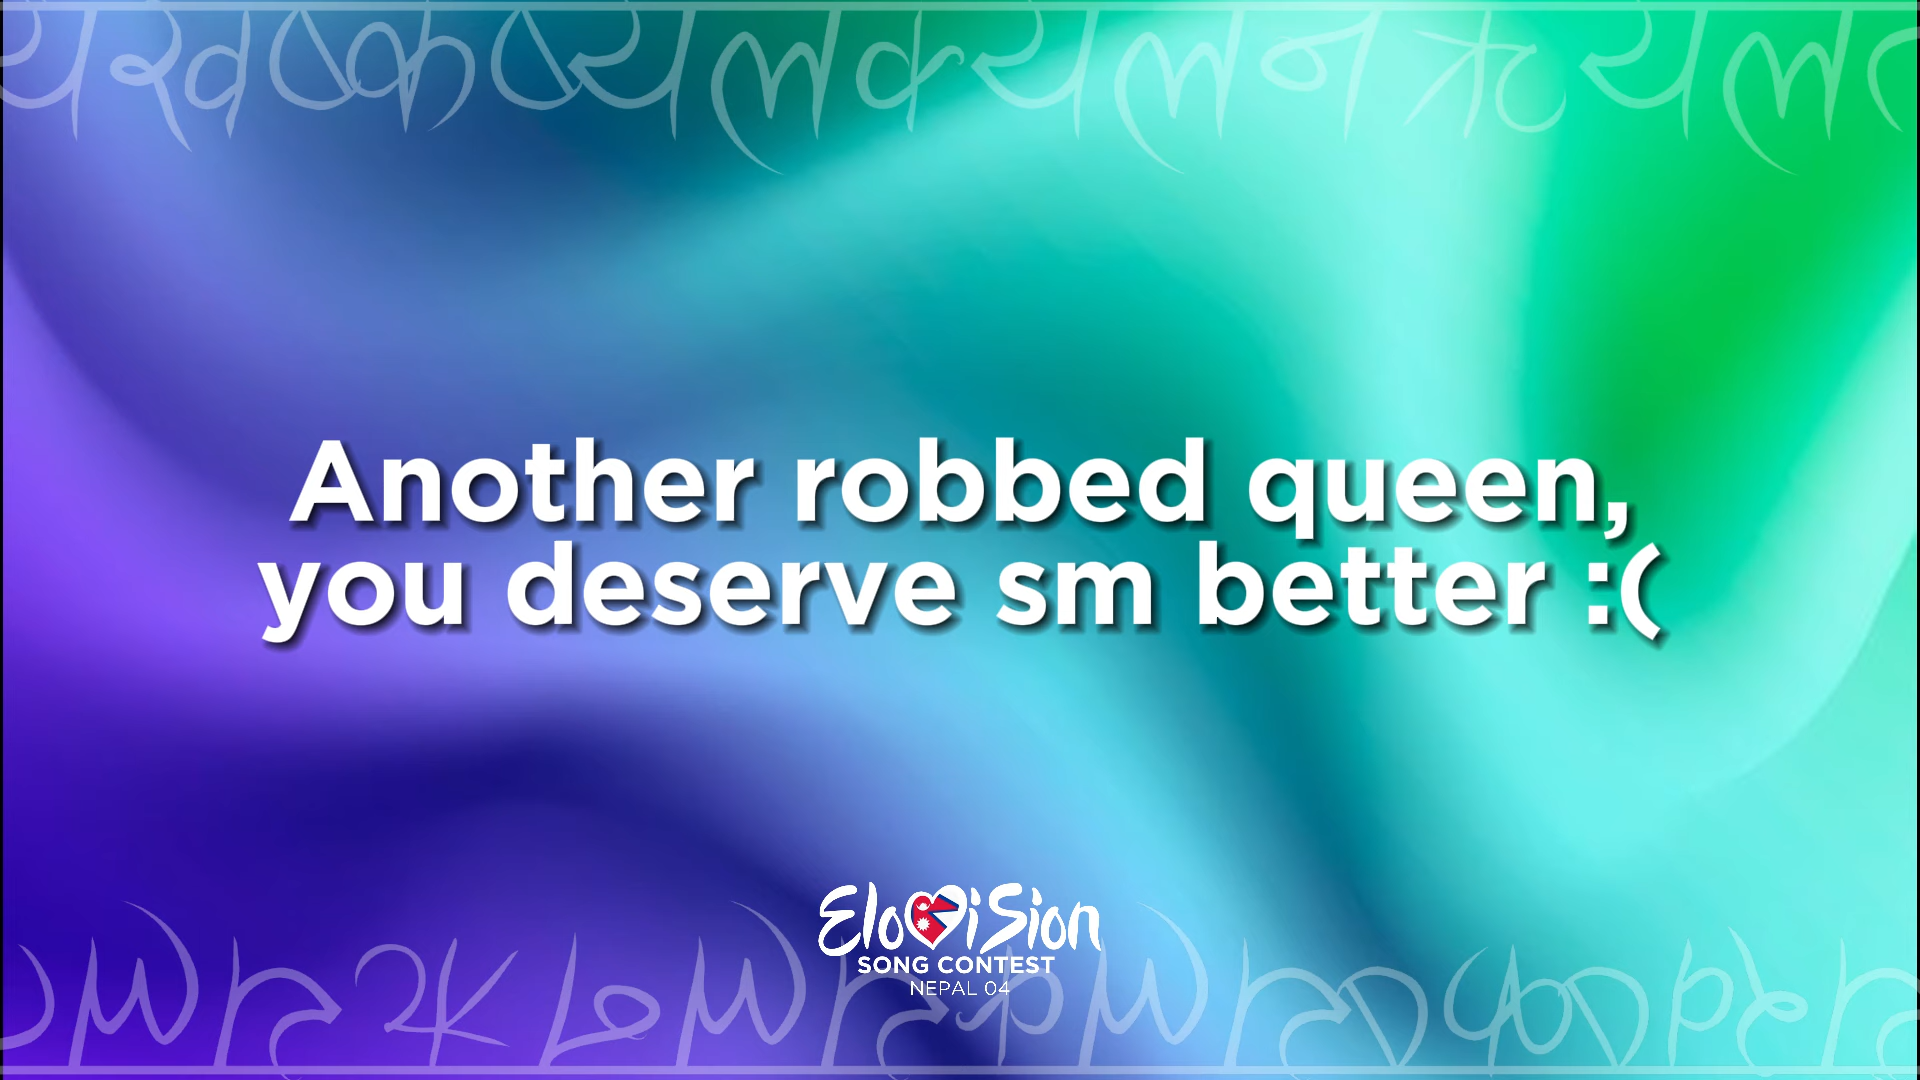 Another robbed queen,
you deserve sm better :(
EloviSion
SONG CONTEST
NEPAL 04